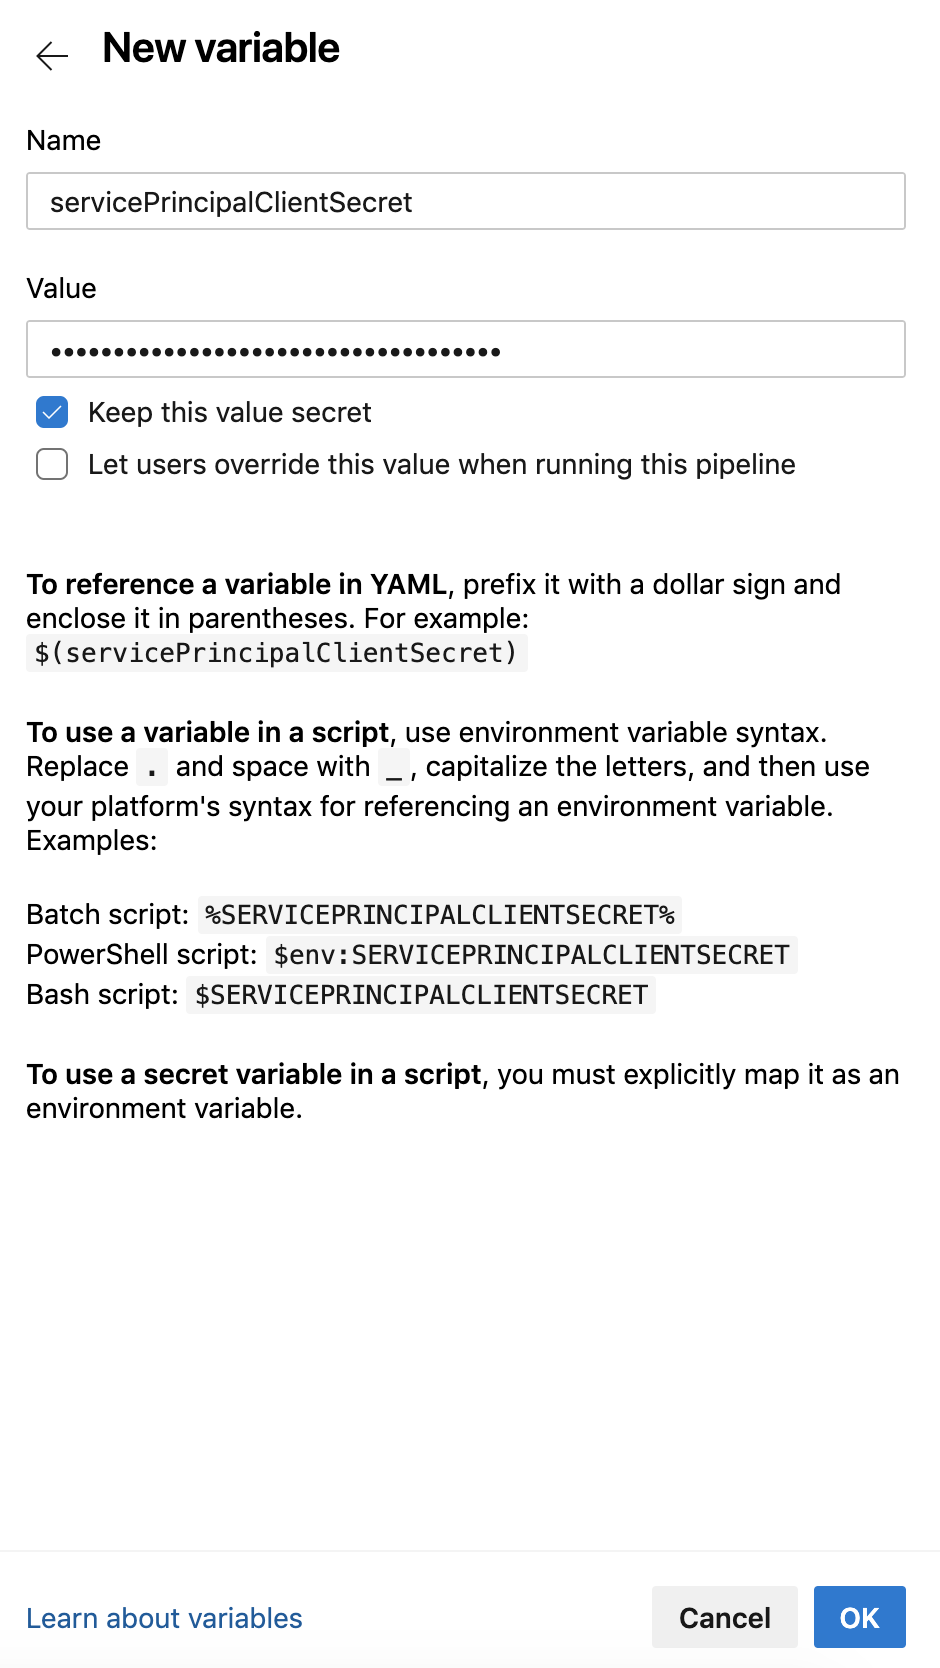 New variable
Name
servicePrincipalClientSecret
Value
••••••••••••••••••••••••••••••••••••
Keep this value secret
Let users override this value when running this pipeline
To reference a variable in YAML, prefix it with a dollar sign and
enclose it in parentheses. For example:
$(servicePrincipalClientSecret)
To use a variable in a script, use environment variable syntax.
Replace . and space with _, capitalize the letters, and then use
your platform's syntax for referencing an environment variable.
Examples:
Batch script: %SERVICEPRINCIPALCLIENTSECRET%
PowerShell script: $env:SERVICEPRINCIPALCLIENTSECRET
Bash script: $SERVICEPRINCIPALCLIENTSECRET
To use a secret variable in a script, you must explicitly map it as an
environment variable.
Learn about variables
Cancel
OK